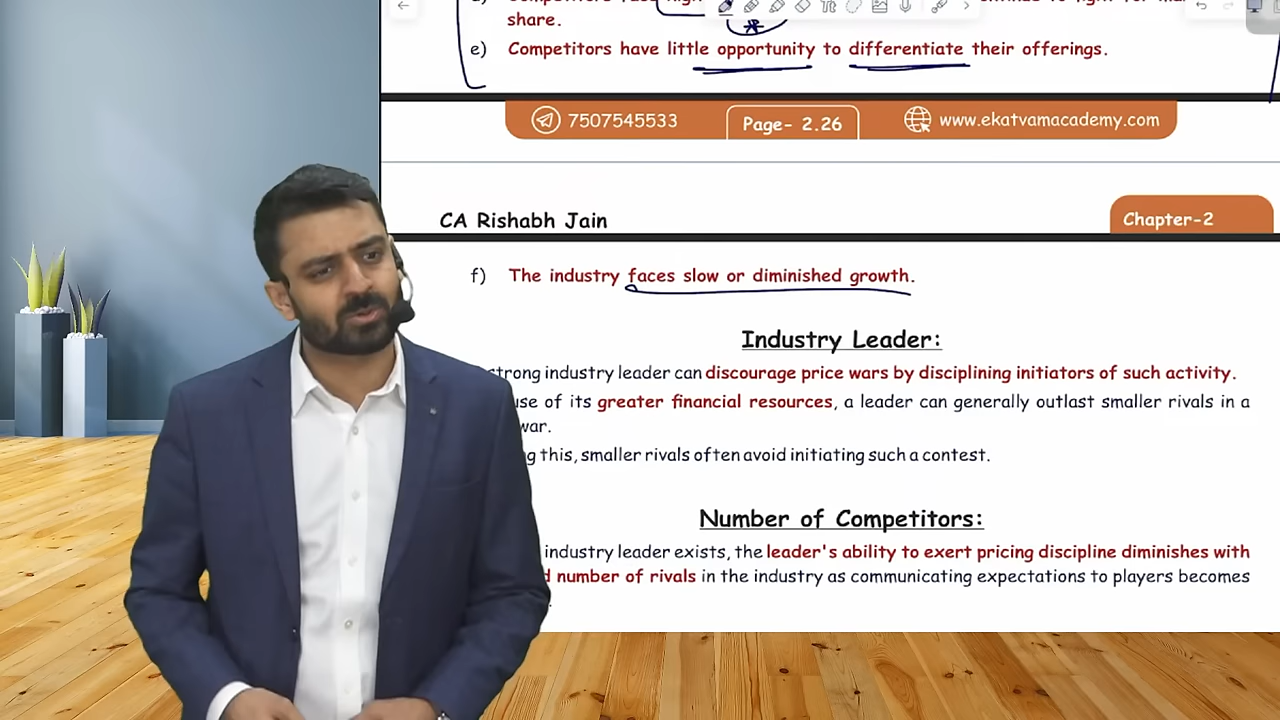 share.
e) Competitors have little opportunity to differentiate their offerings.
7507545533
Page- 2.26
www.ekatvamacademy.com
CA Rishabh Jain
Chapter-2
f) The industry faces slow or diminished growth.
Industry Leader:
strong industry leader can discourage price wars by disciplining initiators of such activity.
of its greater financial resources, a leader can generally outlast smaller rivals in a
war.
this, smaller rivals often avoid initiating such a contest.
Number of Competitors:
industry leader exists, the leader's ability to exert pricing discipline diminishes with
number of rivals in the industry as communicating expectations to players becomes